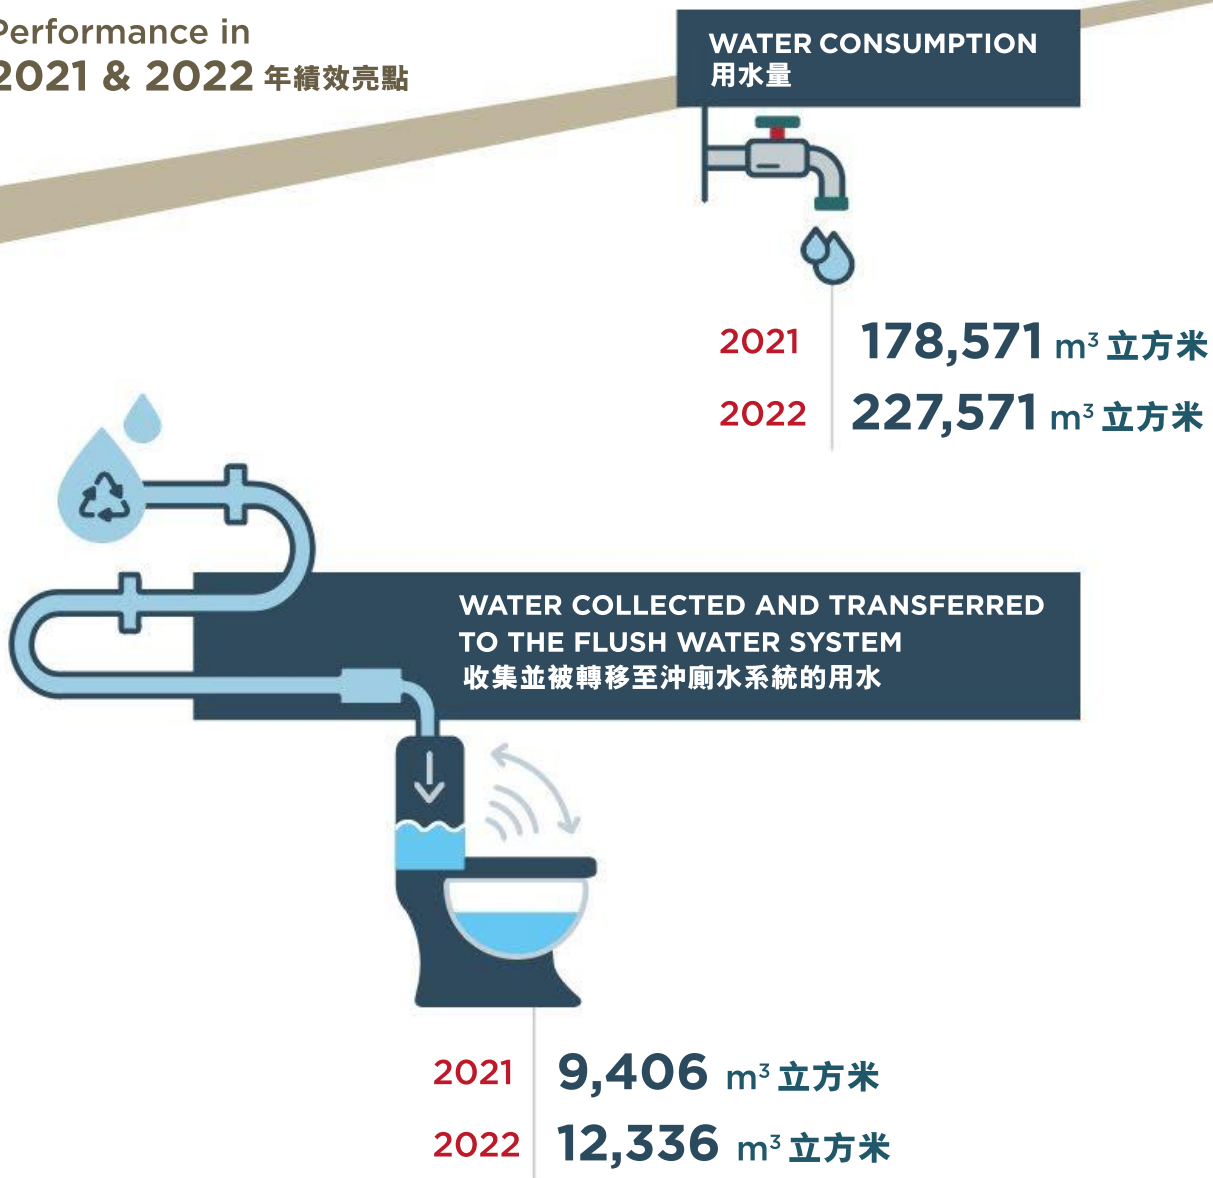 Performance in
2021 & 2022 年績效亮點
WATER CONSUMPTION
用水量
2021 178,571 m³ 立方米
2022 227,571 m³ 立方米
WATER COLLECTED AND TRANSFERRED
TO THE FLUSH WATER SYSTEM
收集並被轉移至沖廁水系統的用水
2021 9,406 m³ 立方米
2022 12,336 m³ 立方米